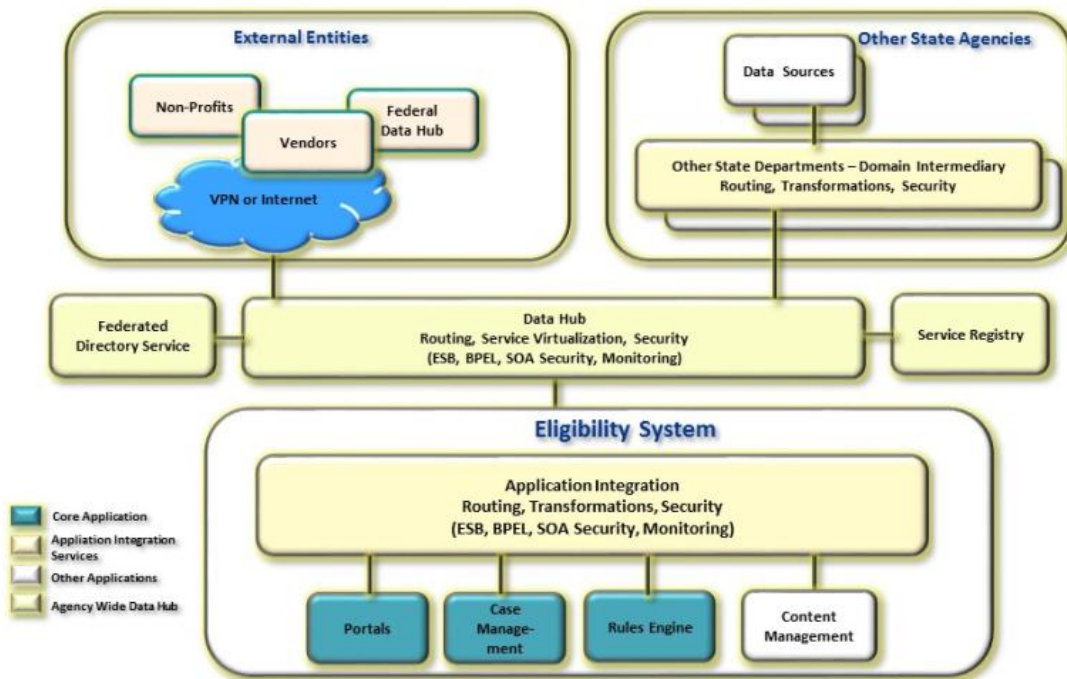 External Entities
Non-Profits
Federal
Data Hub
Vendors
VPN or Internet
Other State Agencies
Data Sources
Other State Departments – Domain Intermediary
Routing, Transformations, Security
Federated
Directory Service
Data Hub
Routing, Service Virtualization, Security
(ESB, BPEL, SOA Security, Monitoring)
Service Registry
Eligibility System
Application Integration
Routing, Transformations, Security
(ESB, BPEL, SOA Security, Monitoring)
Portals
Case
Manage-
ment
Rules Engine
Content
Management
Core Application
Appliation Integration
Services
Other Applications
Agency Wide Data Hub